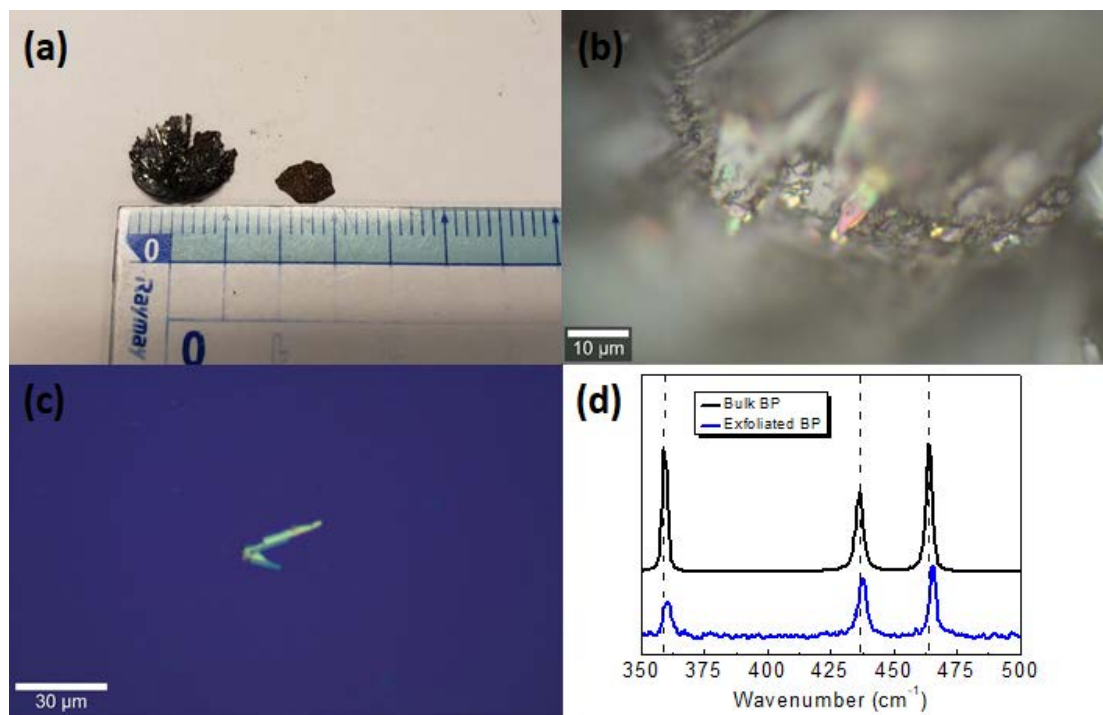 (a)
0
Raymay
0
(b)
10 µm
(c)
30 µm
(d)
Bulk BP
Exfoliated BP
350 375 400 425 450 475 500
Wavenumber (cm⁻¹)